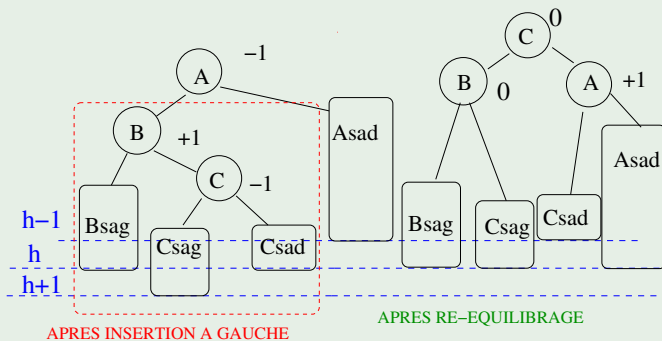 -1
A
B
+1
C
-1
Asad
Bsag
Csag
Csad
h-1
h
h+1
APRES INSERTION A GAUCHE
0
C
B
0
A
+1
Asad
Bsag
Csag
Csad
APRES RE-EQUILIBRAGE